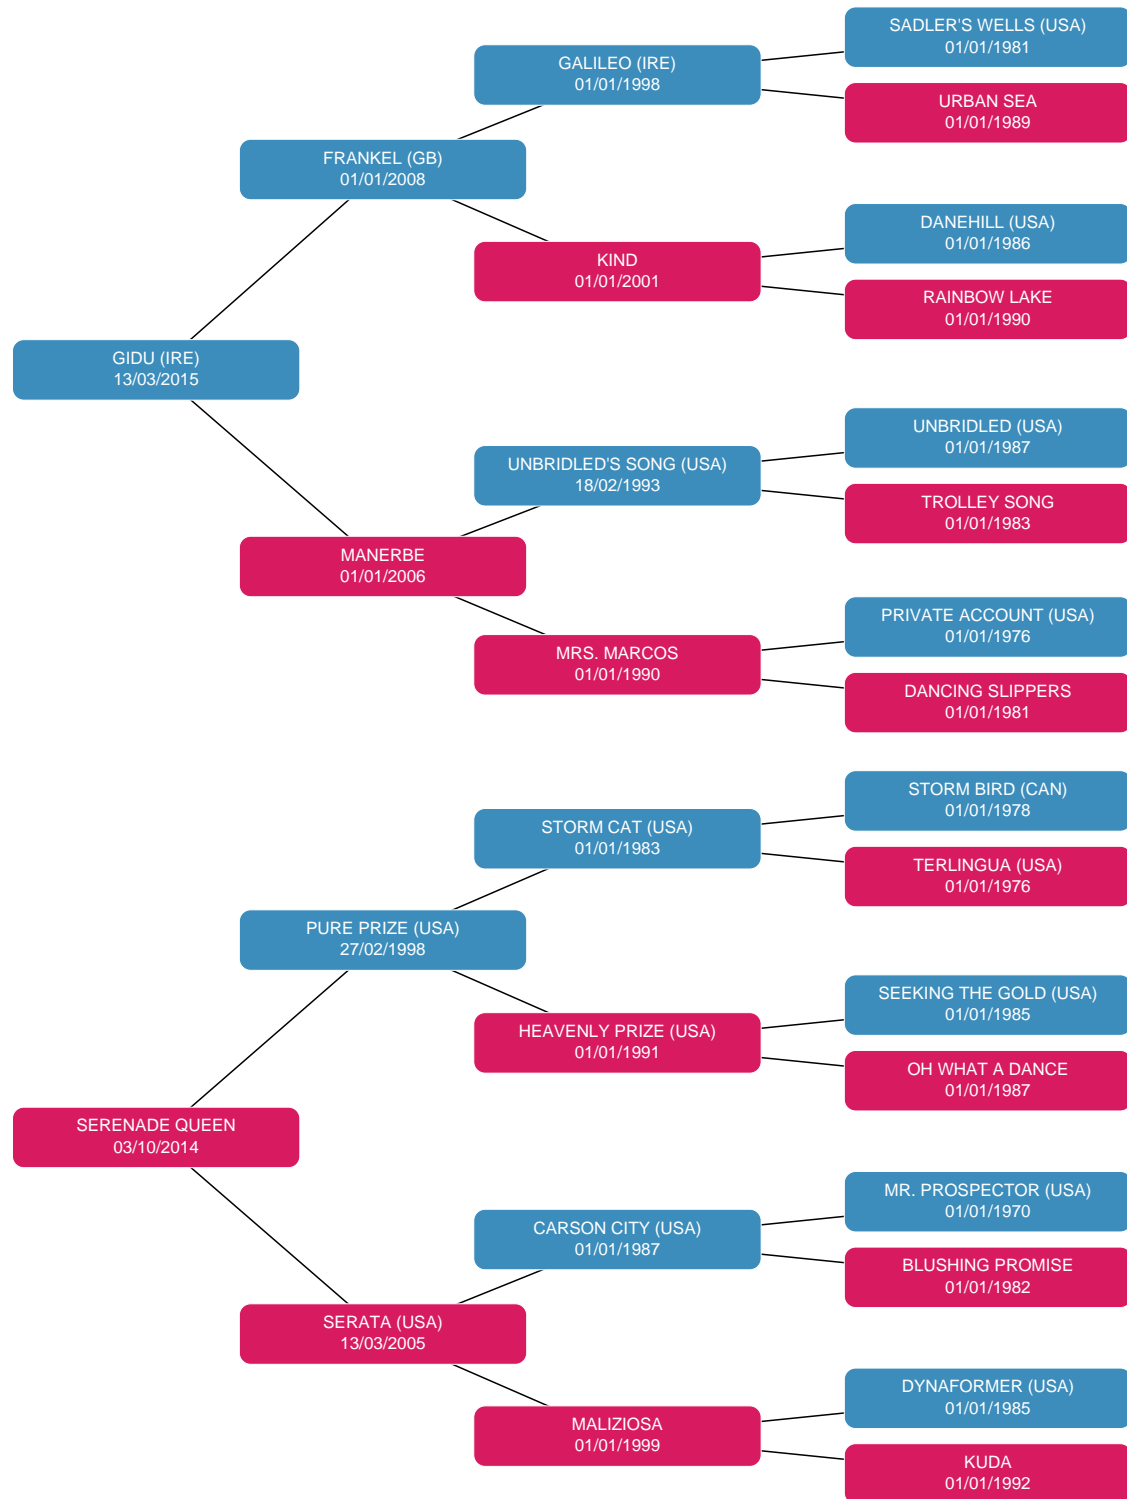 SADLER'S WELLS (USA)
01/01/1981
GALILEO (IRE)
01/01/1998
URBAN SEA
01/01/1989
FRANKEL (GB)
01/01/2008
DANEHILL (USA)
01/01/1986
KIND
01/01/2001
RAINBOW LAKE
01/01/1990
GIDU (IRE)
13/03/2015
UNBRIDLED (USA)
01/01/1987
UNBRIDLED'S SONG (USA)
18/02/1993
TROLLEY SONG
01/01/1983
MANERBE
01/01/2006
PRIVATE ACCOUNT (USA)
01/01/1976
MRS. MARCOS
01/01/1990
DANCING SLIPPERS
01/01/1981
STORM BIRD (CAN)
01/01/1978
STORM CAT (USA)
01/01/1983
TERLINGUA (USA)
01/01/1976
PURE PRIZE (USA)
27/02/1998
SEEKING THE GOLD (USA)
01/01/1985
HEAVENLY PRIZE (USA)
01/01/1991
OH WHAT A DANCE
01/01/1987
SERENADE QUEEN
03/10/2014
MR. PROSPECTOR (USA)
01/01/1970
CARSON CITY (USA)
01/01/1987
BLUSHING PROMISE
01/01/1982
SERATA (USA)
13/03/2005
DYNAFORMER (USA)
01/01/1985
MALIZIOSA
01/01/1999
KUDA
01/01/1992